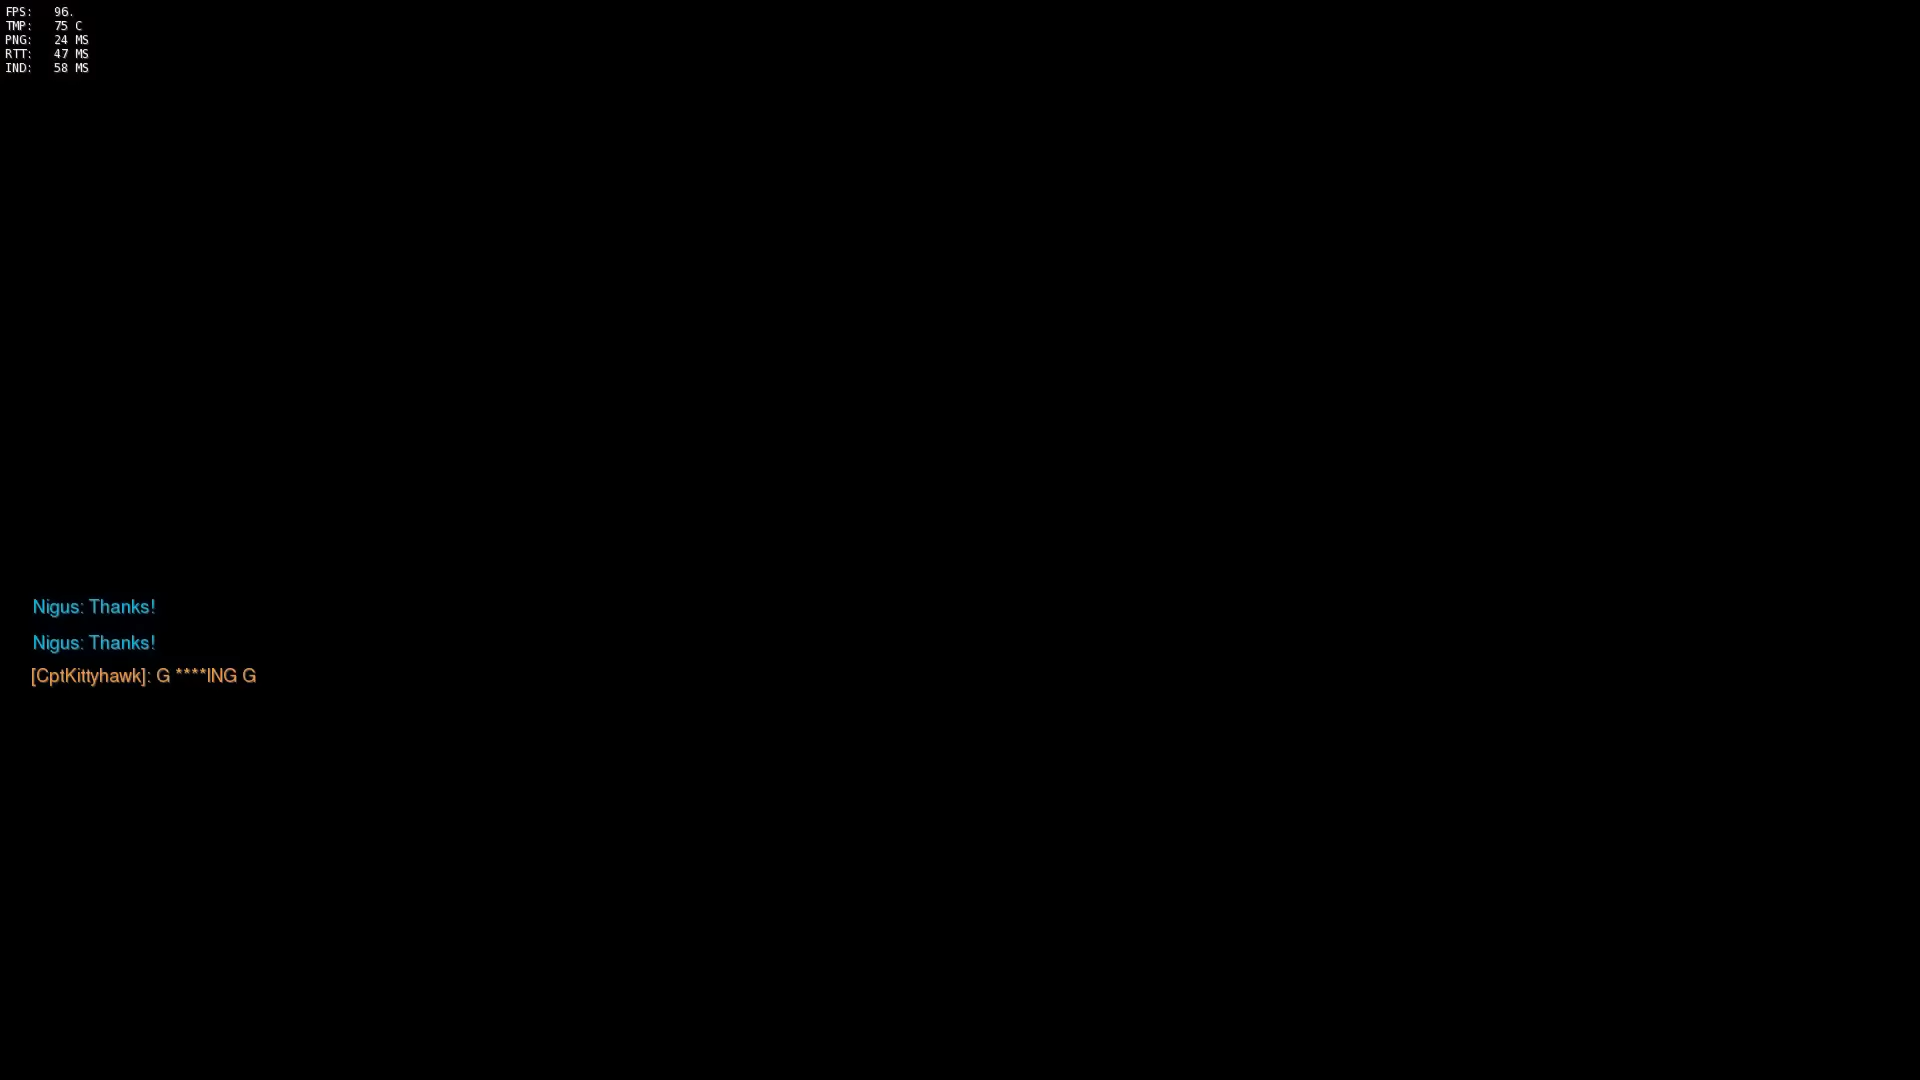 FPS: 96.
TMP: 75 C
PNG: 24 MS
RTT: 47 MS
IND: 58 MS
Nigus: Thanks!
Nigus: Thanks!
[CptKittyhawk]: G ****ING G